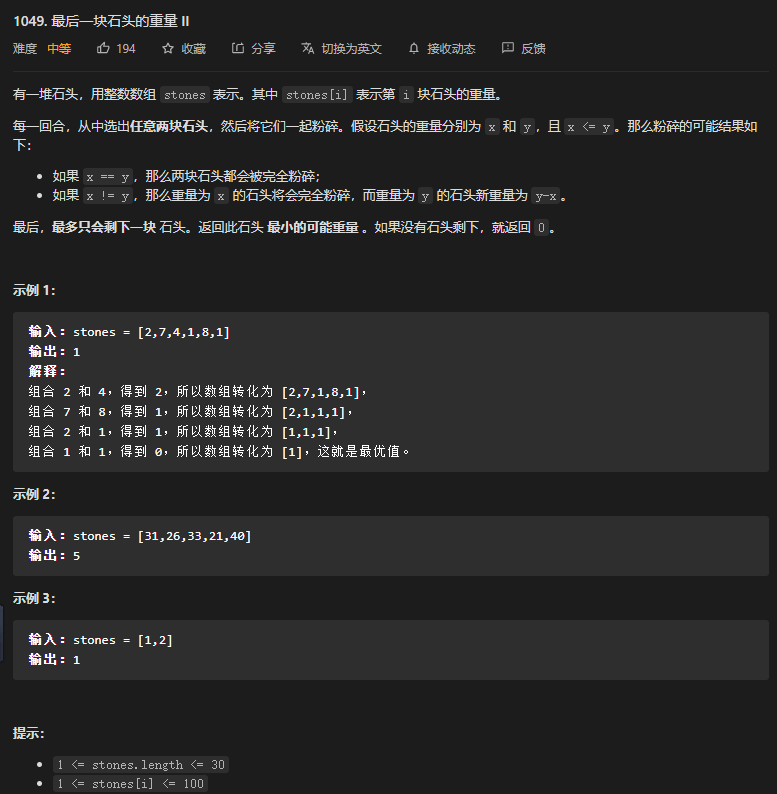 1049. 最后一块石头的重量 II
难度 中等 194 收藏 分享 切换为英文 接收动态 反馈
有一堆石头，用整数数组 stones 表示。其中 stones[i] 表示第 i 块石头的重量。
每一回合，从中选出任意两块石头，然后将它们一起粉碎。假设石头的重量分别为 x 和 y，且 x <= y。那么粉碎的可能结果如
下：
如果 x == y，那么两块石头都会被完全粉碎；
如果 x != y，那么重量为 x 的石头将会完全粉碎，而重量为 y 的石头新重量为 y-x。
最后，最多只会剩下一块 石头。返回此石头 最小的可能重量 。如果没有石头剩下，就返回 0。
示例 1：
输入：stones = [2,7,4,1,8,1]
输出：1
解释：
组合 2 和 4，得到 2，所以数组转化为 [2,7,1,8,1]，
组合 7 和 8，得到 1，所以数组转化为 [2,1,1,1]，
组合 2 和 1，得到 1，所以数组转化为 [1,1,1]，
组合 1 和 1，得到 0，所以数组转化为 [1]，这就是最优值。
示例 2：
输入：stones = [31,26,33,21,40]
输出：5
示例 3：
输入：stones = [1,2]
输出：1
提示：
1 <= stones.length <= 30
1 <= stones[i] <= 100